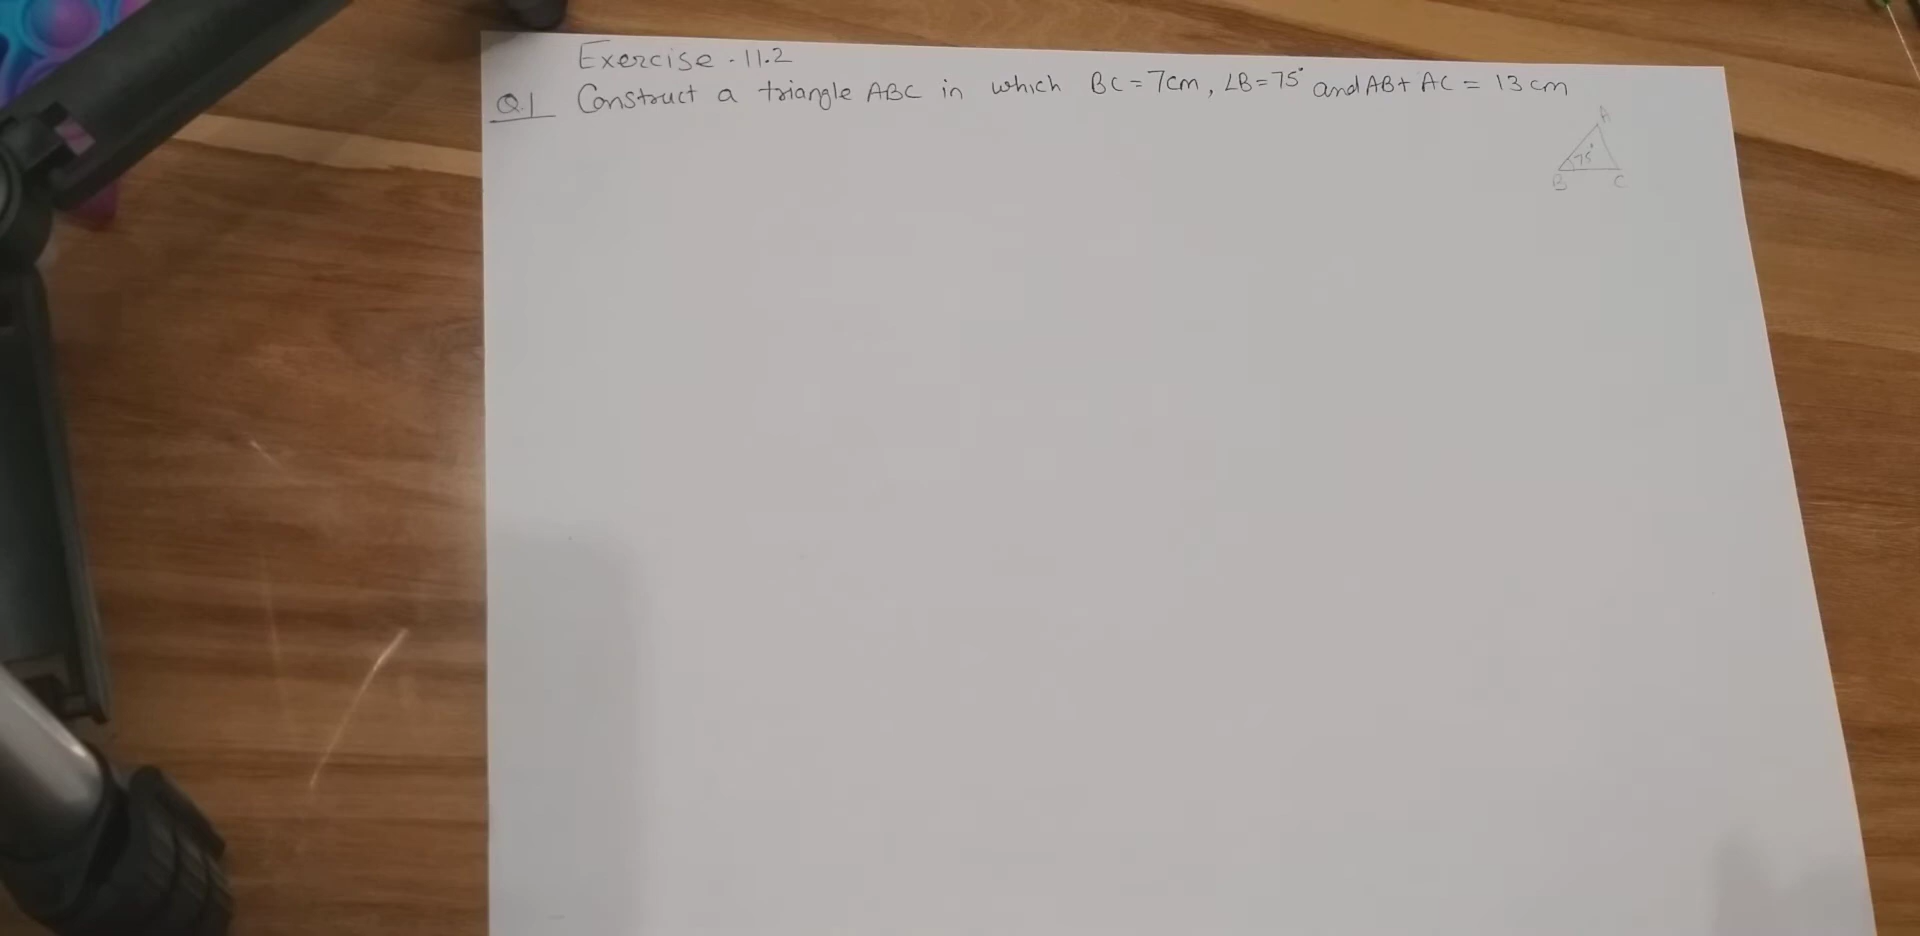 Exercise - 11.2
Q.1 Construct a triangle ABC in which BC = 7cm, ∠B = 75° and AB + AC = 13 cm
A
75°
B C